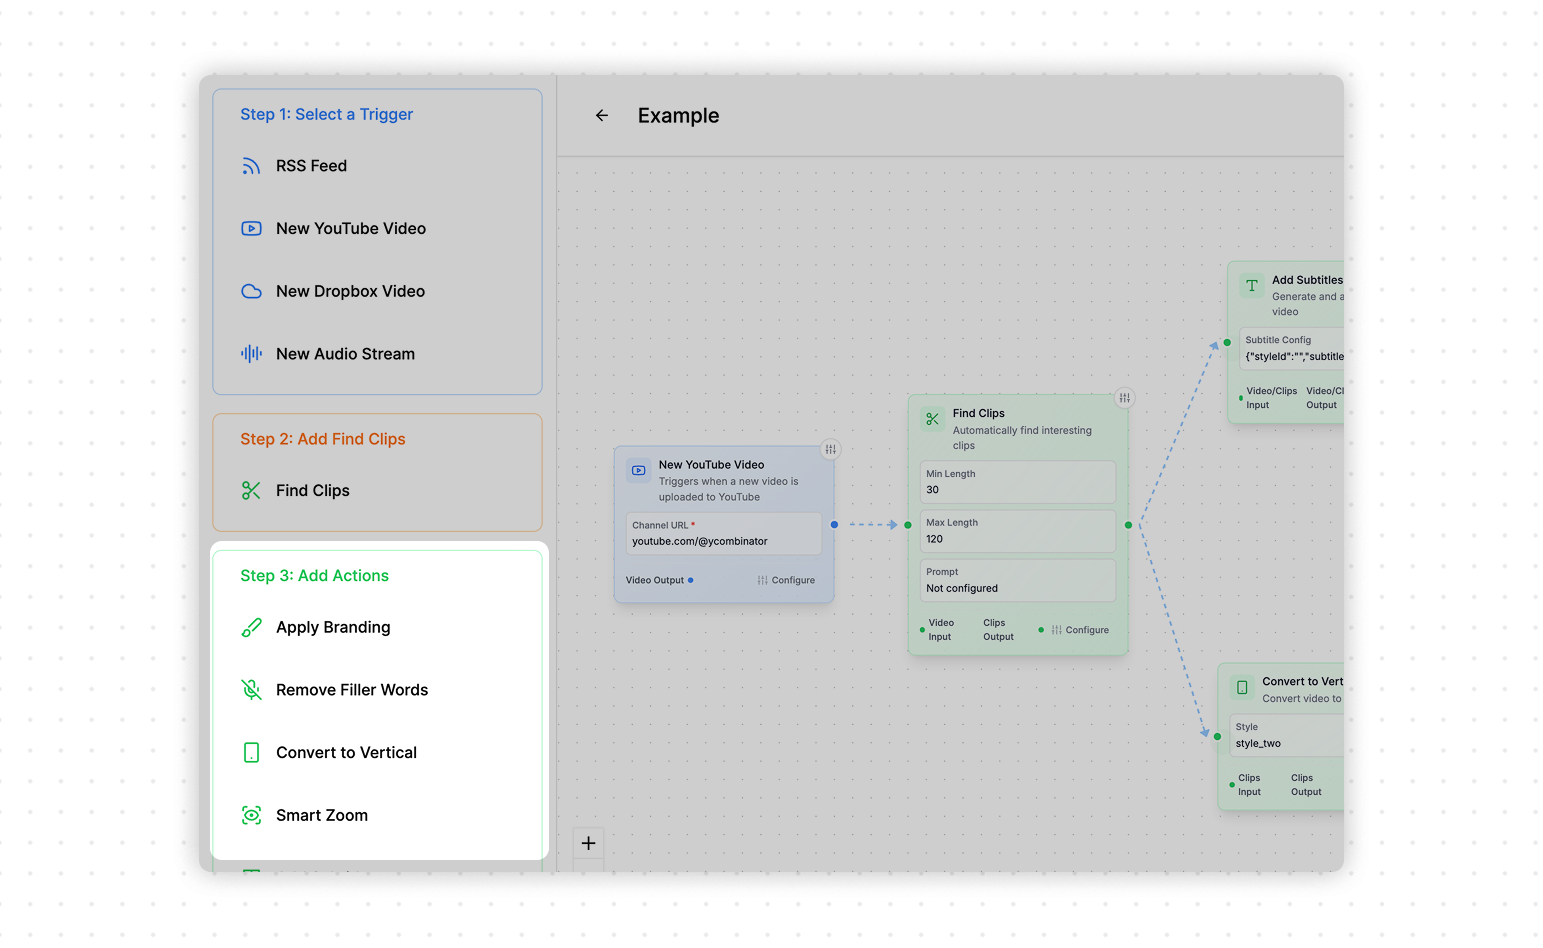 Step 1: Select a Trigger
RSS Feed
New YouTube Video
New Dropbox Video
New Audio Stream
Step 2: Add Find Clips
Find Clips
Step 3: Add Actions
Apply Branding
Remove Filler Words
Convert to Vertical
Smart Zoom
Example
New YouTube Video
Triggers when a new video is
uploaded to YouTube
Channel URL *
youtube.com/@ycombinator
Video Output
Configure
Find Clips
Automatically find interesting
clips
Min Length
30
Max Length
120
Prompt
Not configured
Video
Input
Clips
Output
Configure
Add Subtitles
Generate and a
video
Subtitle Config
{"styleId":"","subtitle
Video/Clips
Input
Video/Cl
Output
Convert to Vert
Convert video to
Style
style_two
Clips
Input
Clips
Output